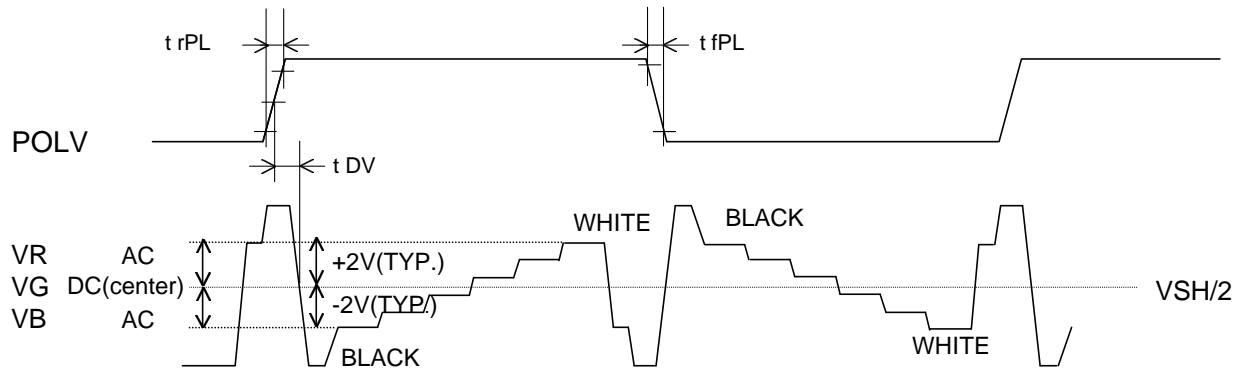 t rPL
t fPL
POLV
t DV
WHITE
BLACK
VR AC +2V(TYP.)
VG DC(center) VSH/2
VB AC -2V(TYP.)
BLACK
WHITE